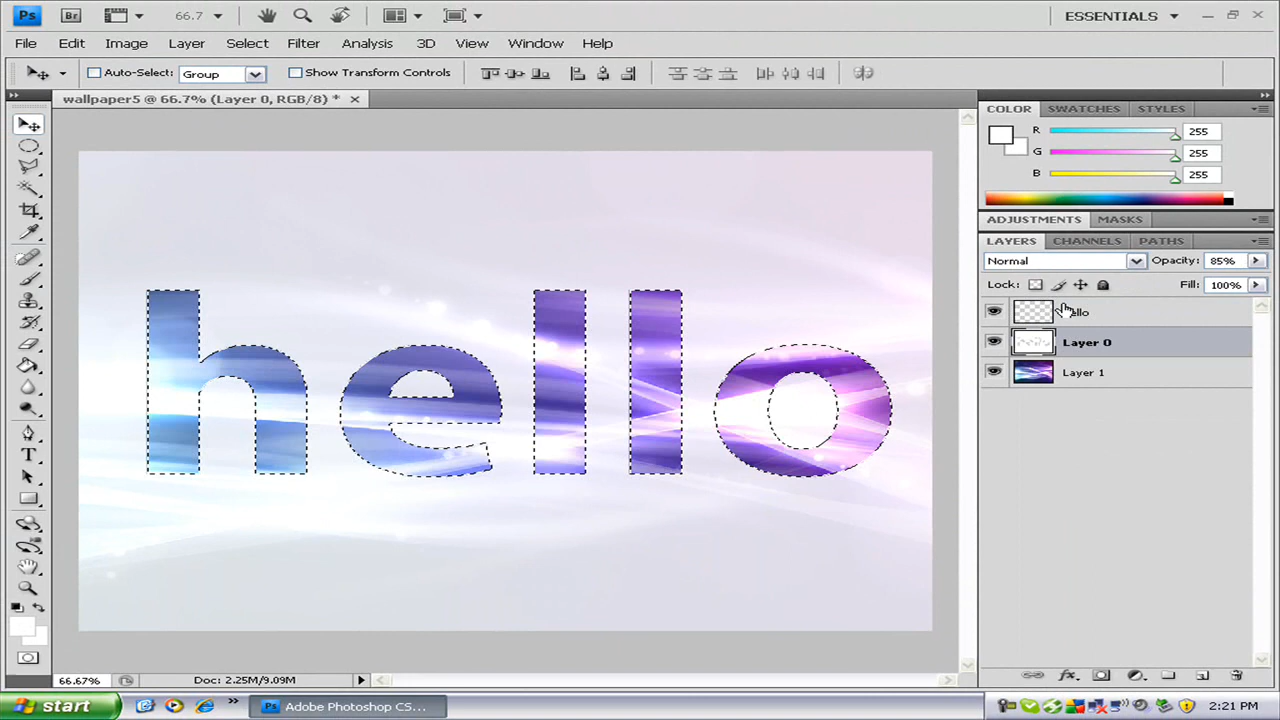 Ps Br 66.7 ESSENTIALS
File Edit Image Layer Select Filter Analysis 3D View Window Help
Auto-Select: Group Show Transform Controls
wallpaper5 @ 66.7% (Layer 0, RGB/8) *
COLOR SWATCHES STYLES
R 255
G 255
B 255
ADJUSTMENTS MASKS
LAYERS CHANNELS PATHS
Normal Opacity: 85%
Lock: Fill: 100%
Layer 0
Layer 1
hello
66.67% Doc: 2.25M/9.09M
start Adobe Photoshop CS... 2:21 PM